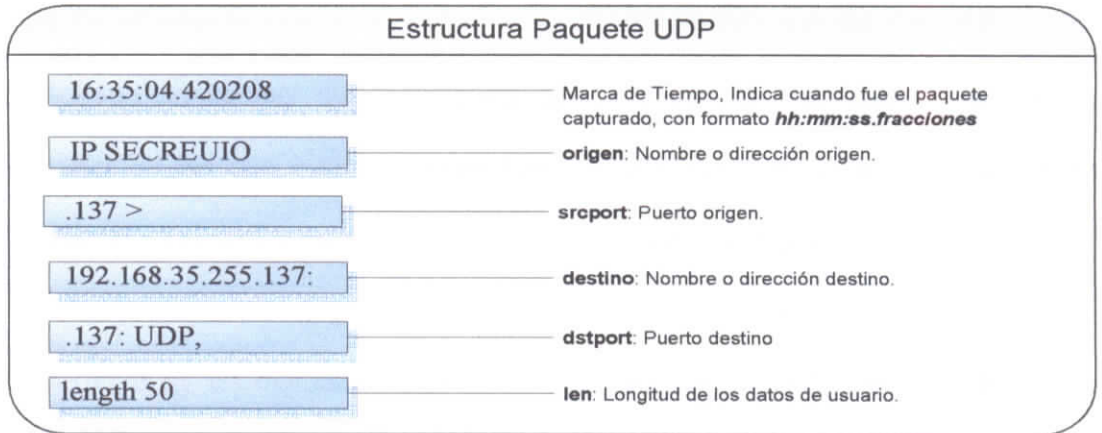 Estructura Paquete UDP
16:35:04.420208
Marca de Tiempo, Indica cuando fue el paquete
capturado, con formato hh:mm:ss.fracciones
IP SECREUIO
origen: Nombre o dirección origen.
.137 >
srcport: Puerto origen.
192.168.35.255.137:
destino: Nombre o dirección destino.
.137: UDP,
dstport: Puerto destino
length 50
len: Longitud de los datos de usuario.